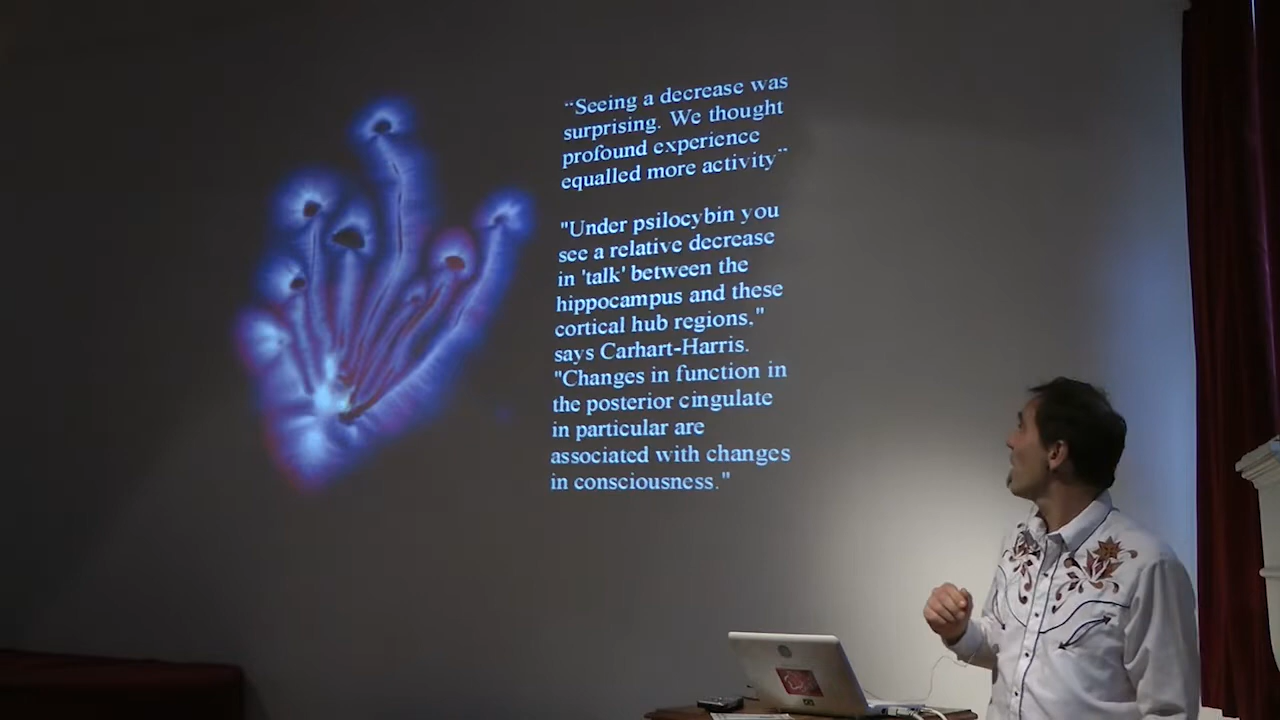 “Seeing a decrease was
surprising. We thought
profound experience
equalled more activity”
"Under psilocybin you
see a relative decrease
in 'talk' between the
hippocampus and these
cortical hub regions,"
says Carhart-Harris.
"Changes in function in
the posterior cingulate
in particular are
associated with changes
in consciousness."